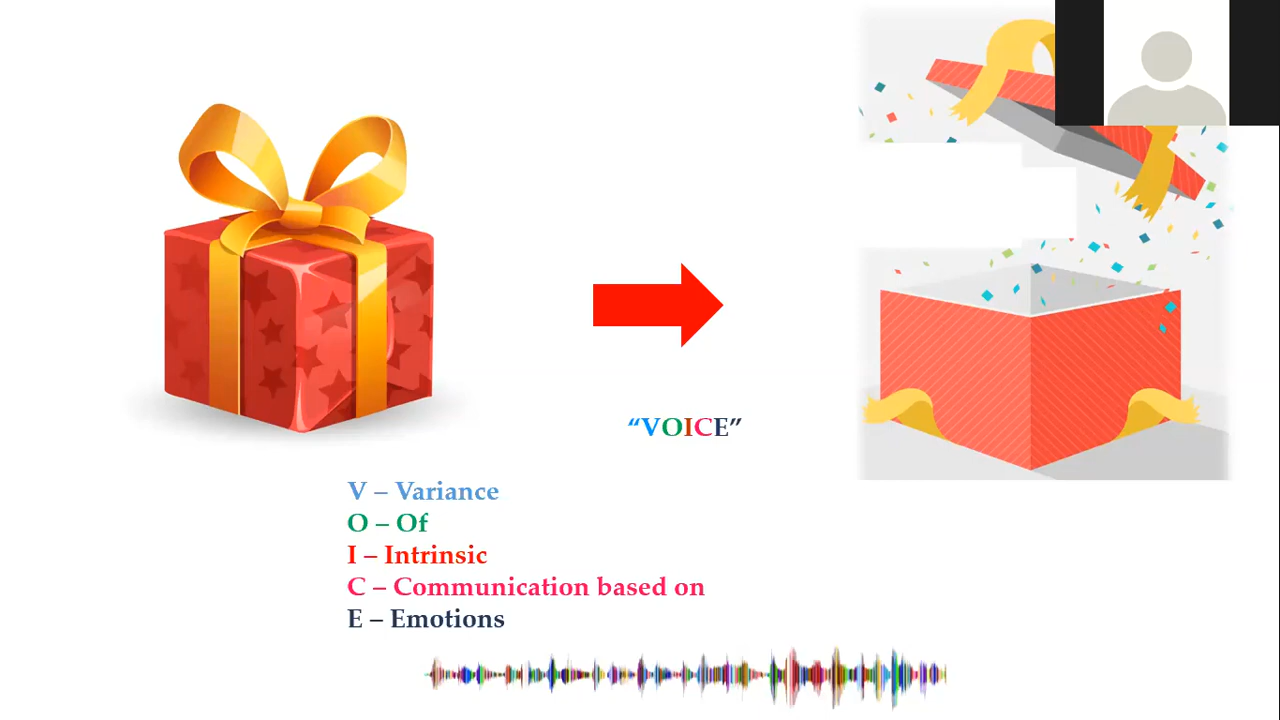 “VOICE”
V – Variance
O – Of
I – Intrinsic
C – Communication based on
E – Emotions